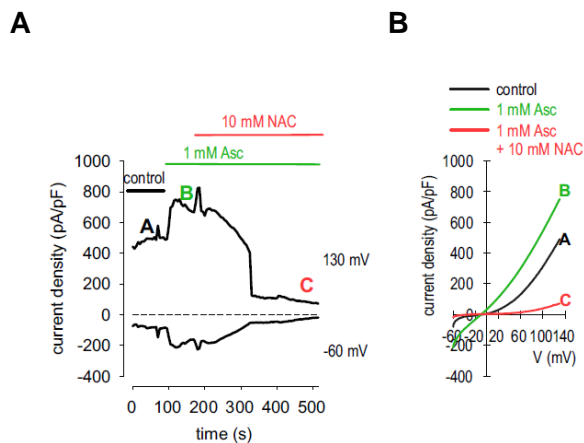 A
10 mM NAC
1 mM Asc
control
B
A
C
1000
800
600
400
200
0
-200
-400
current density (pA/pF)
130 mV
-60 mV
0 100 200 300 400 500
time (s)
B
control
1 mM Asc
1 mM Asc
+ 10 mM NAC
1000
800
600
400
200
0
-200
-400
current density (pA/pF)
B
A
C
-60 -20 20 60 100 140
V (mV)